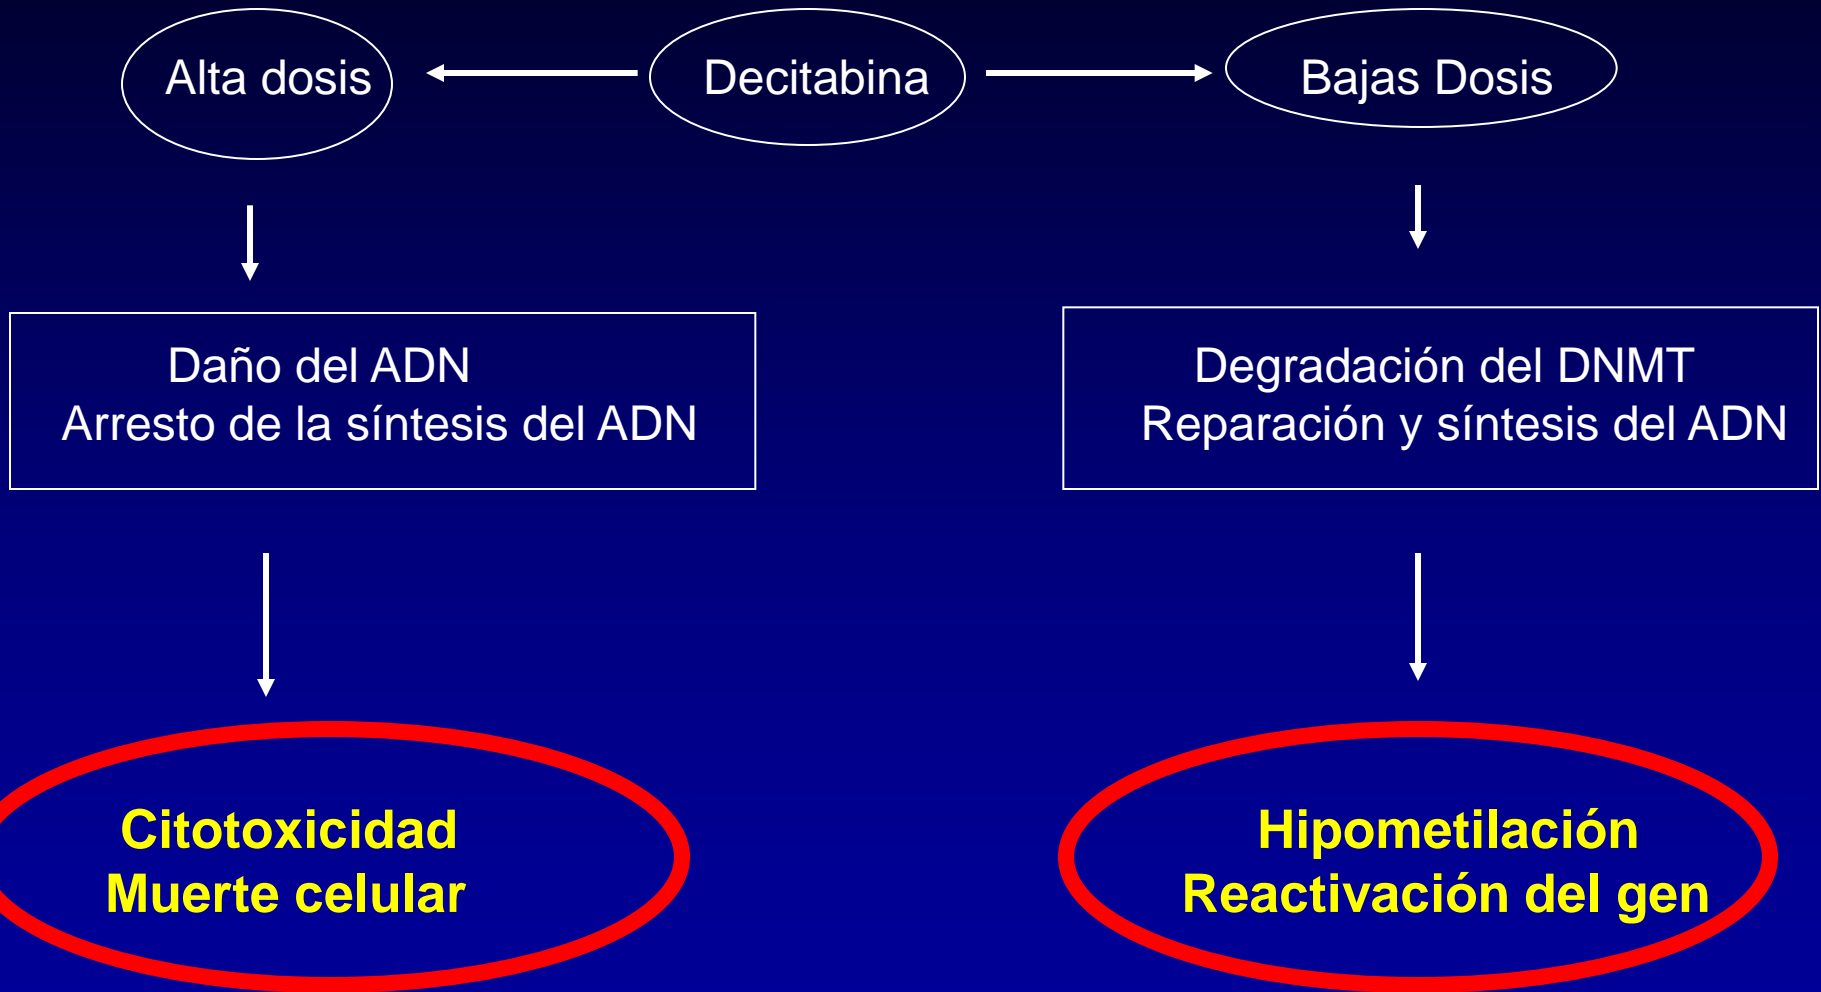 Alta dosis
Decitabina
Bajas Dosis
Daño del ADN
Arresto de la síntesis del ADN
Degradación del DNMT
Reparación y síntesis del ADN
Citotoxicidad
Muerte celular
Hipometilación
Reactivación del gen